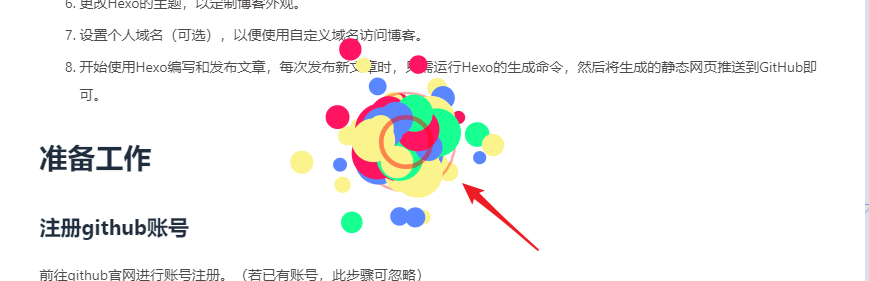 6. 更改Hexo的主题，以定制博客外观。
7. 设置个人域名（可选），以便使用自定义域名访问博客。
8. 开始使用Hexo编写和发布文章，每次发布新文章时，只需运行Hexo的生成命令，然后将生成的静态网页推送到GitHub即
可。
准备工作
注册github账号
前往github官网进行账号注册。（若已有账号，此步骤可忽略）